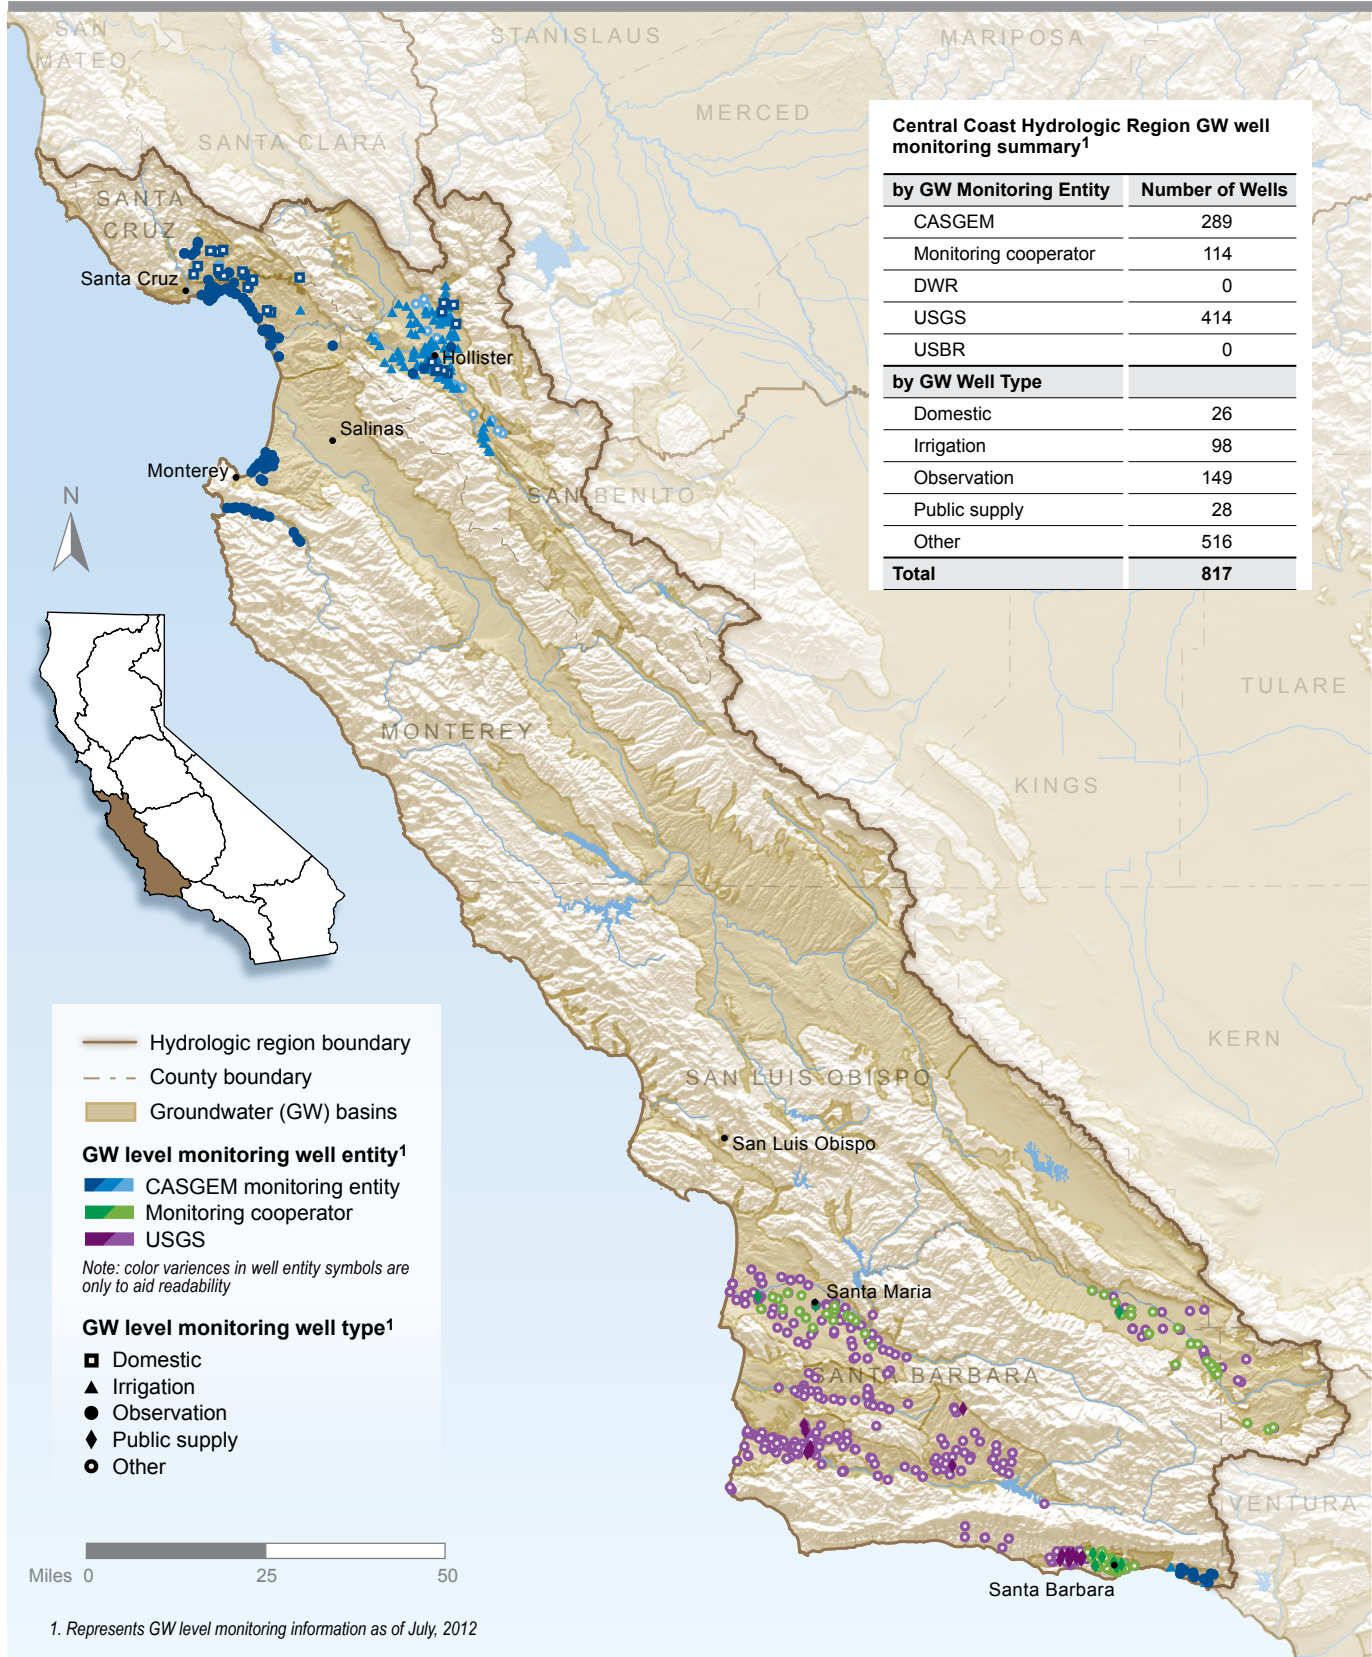 SAN
MATEO
STANISLAUS
MARIPOSA
MERCED
SANTA CLARA
Central Coast Hydrologic Region GW well
monitoring summary1
by GW Monitoring Entity Number of Wells
CASGEM 289
Monitoring cooperator 114
DWR 0
USGS 414
USBR 0
by GW Well Type
Domestic 26
Irrigation 98
Observation 149
Public supply 28
Other 516
Total 817
SANTA
CRUZ
Santa Cruz
Hollister
Salinas
Monterey
SAN BENITO
N
TULARE
MONTEREY
KINGS
KERN
SAN LUIS OBISPO
San Luis Obispo
Hydrologic region boundary
County boundary
Groundwater (GW) basins
GW level monitoring well entity1
CASGEM monitoring entity
Monitoring cooperator
USGS
Note: color variances in well entity symbols are
only to aid readability
GW level monitoring well type1
Domestic
Irrigation
Observation
Public supply
Other
Santa Maria
SANTA BARBARA
VENTURA
Santa Barbara
Miles 0 25 50
1. Represents GW level monitoring information as of July, 2012